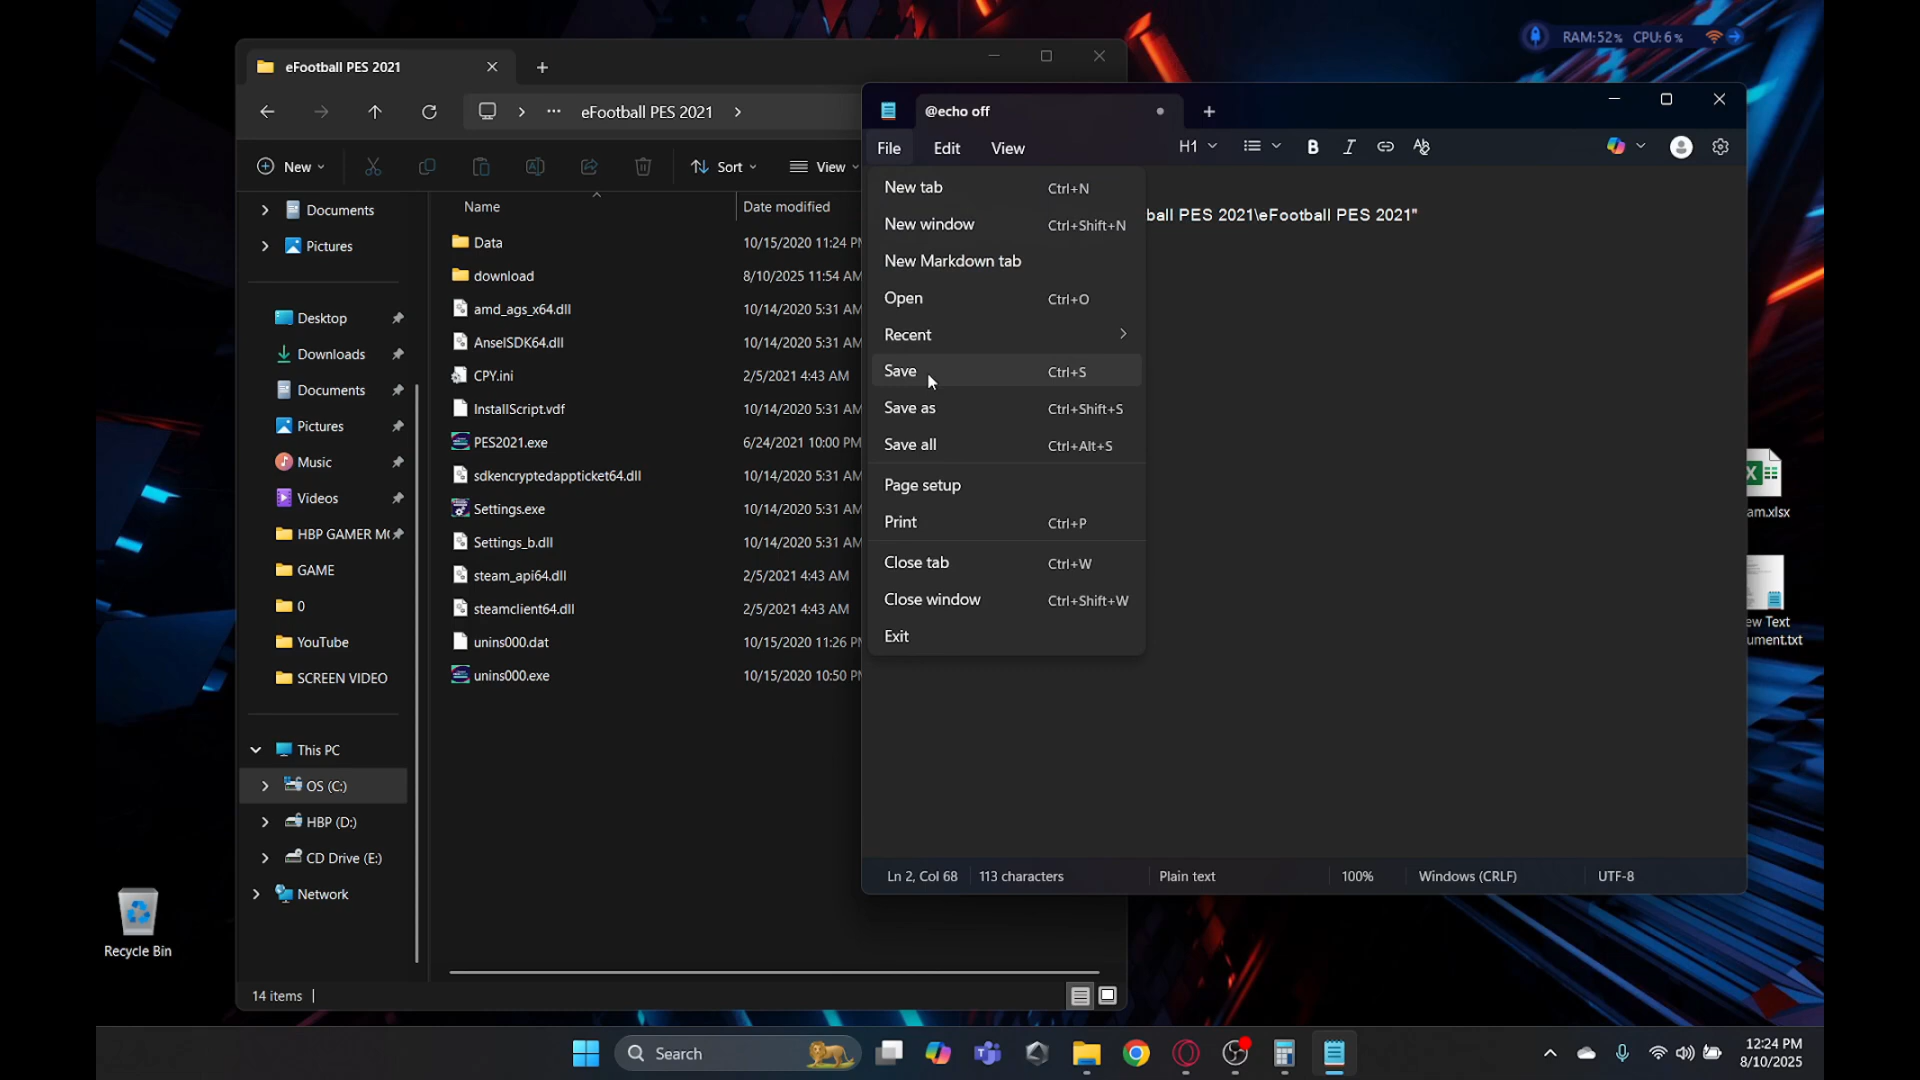 RAM:52% CPU:6%
eFootball PES 2021
eFootball PES 2021
New
Sort
View
Documents
Pictures
Desktop
Downloads
Documents
Pictures
Music
Videos
HBP GAMER
GAME
0
YouTube
SCREEN VIDEO
This PC
OS (C:)
HBP (D:)
CD Drive (E:)
Network
Name Date modified
Data 10/15/2020 11:24
download 8/10/2025 11:54 AM
amd_ags_x64.dll 10/14/2020 5:31 AM
AnselSDK64.dll 10/14/2020 5:31 AM
CPY.ini 2/5/2021 4:43 AM
InstallScript.vdf 10/14/2020 5:31 AM
PES2021.exe 6/24/2021 10:00 PM
sdkencryptedappticket64.dll 10/14/2020 5:31 AM
Settings.exe 10/14/2020 5:31 AM
Settings_b.dll 10/14/2020 5:31 AM
steam_api64.dll 2/5/2021 4:43 AM
steamclient64.dll 2/5/2021 4:43 AM
unins000.dat 10/15/2020 11:26
unins000.exe 10/15/2020 10:50
14 items
@echo off
File Edit View
H1
ball PES 2021\eFootball PES 2021"
New tab Ctrl+N
New window Ctrl+Shift+N
New Markdown tab
Open Ctrl+O
Recent
Save Ctrl+S
Save as Ctrl+Shift+S
Save all Ctrl+Alt+S
Page setup
Print Ctrl+P
Close tab Ctrl+W
Close window Ctrl+Shift+W
Exit
Ln 2, Col 68 113 characters Plain text 100% Windows (CRLF) UTF-8
am.xlsx
ew Text
ument.txt
Recycle Bin
Search
12:24 PM
8/10/2025